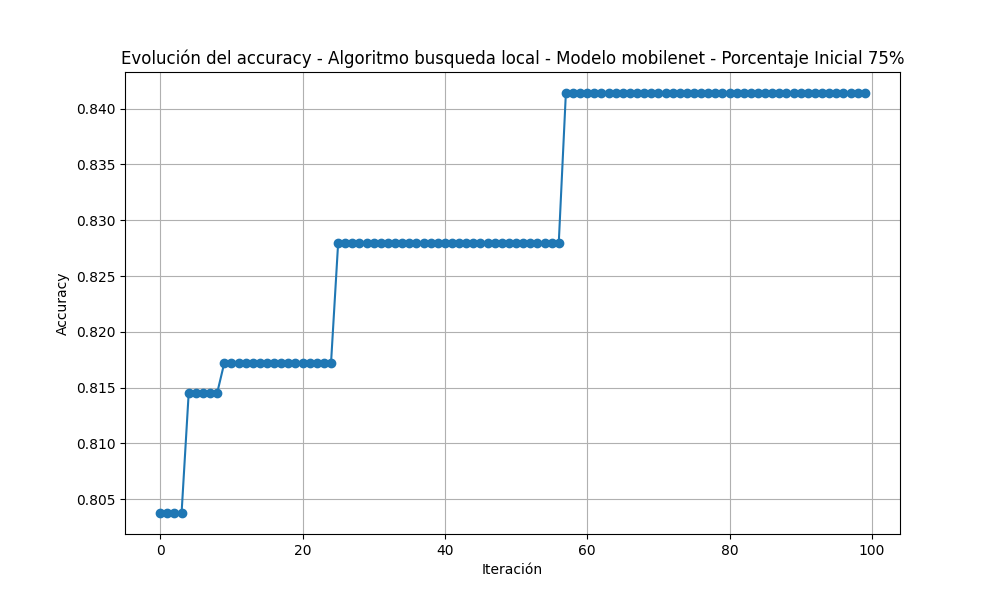 Evolución del accuracy - Algoritmo busqueda local - Modelo mobilenet - Porcentaje Inicial 75%
0.840
0.835
0.830
0.825
0.820
0.815
0.810
0.805
Accuracy
0 20 40 60 80 100
Iteración